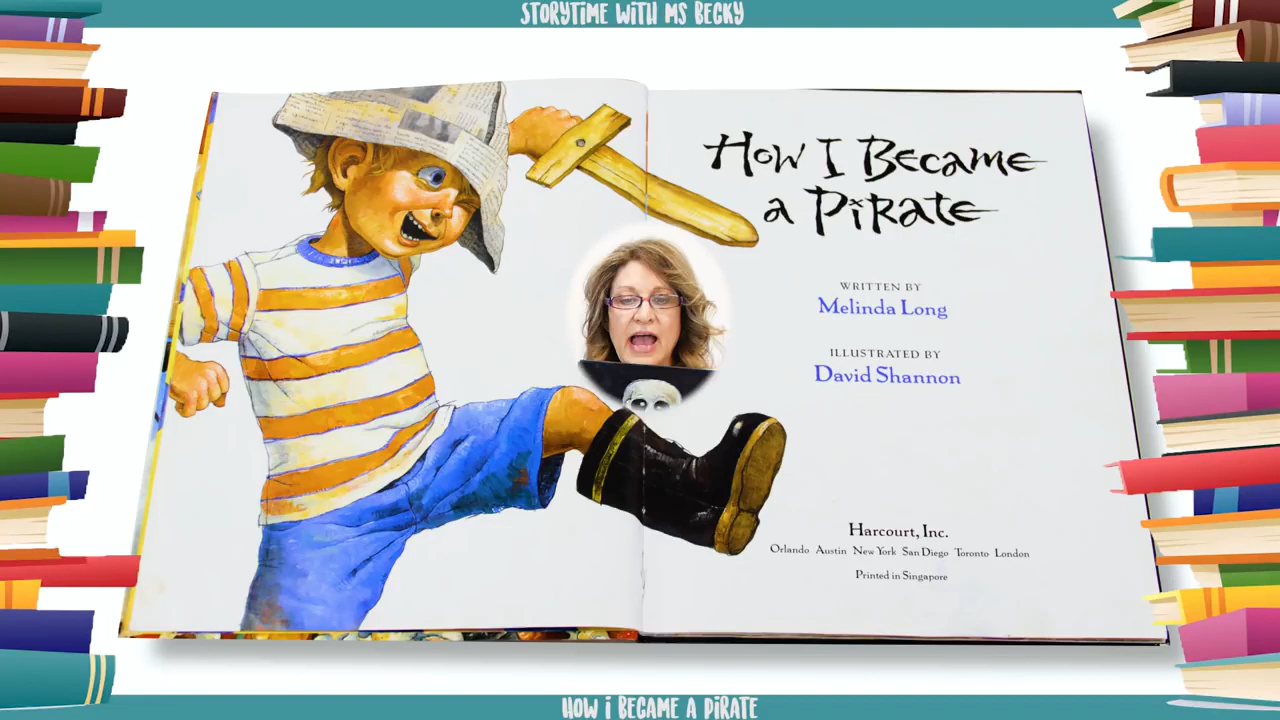 STORYTIME WITH MS BECKY
How I Became
a Pirate
WRITTEN BY
Melinda Long
ILLUSTRATED BY
David Shannon
Harcourt, Inc.
Orlando Austin New York San Diego Toronto London
Printed in Singapore
HOW I BECAME A PIRATE